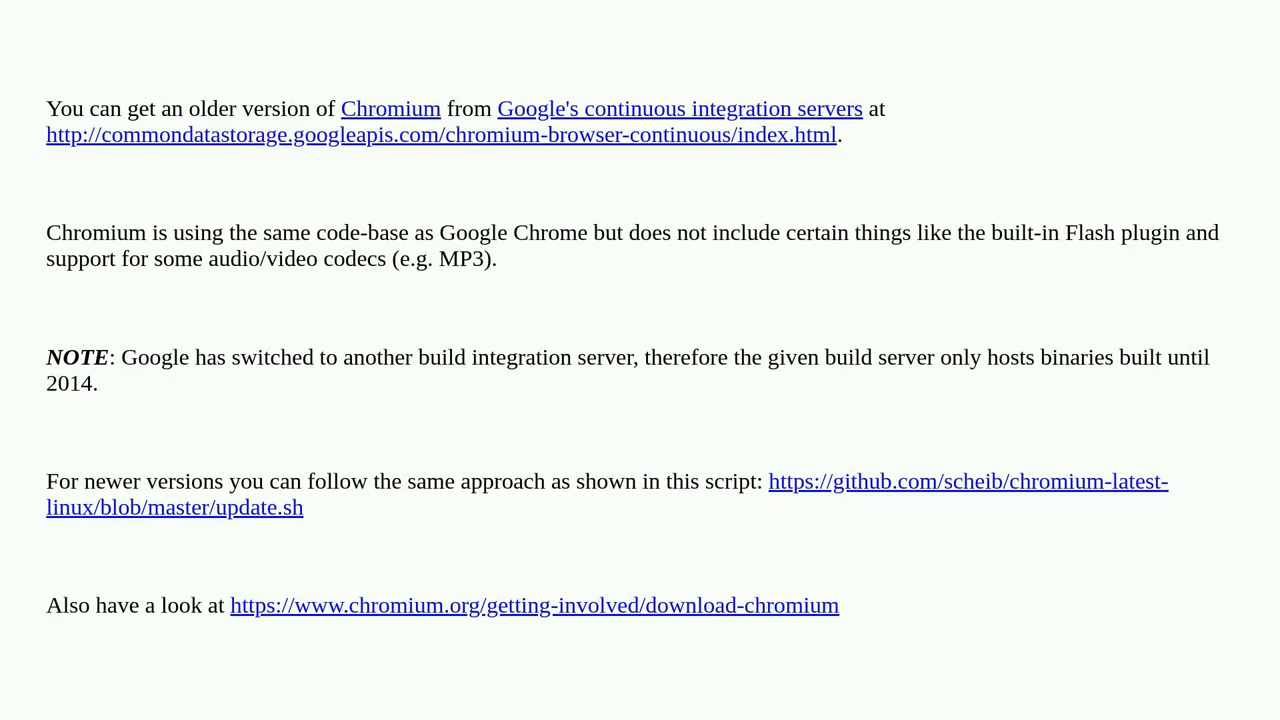 You can get an older version of Chromium from Google's continuous integration servers at
http://commondatastorage.googleapis.com/chromium-browser-continuous/index.html.
Chromium is using the same code-base as Google Chrome but does not include certain things like the built-in Flash plugin and
support for some audio/video codecs (e.g. MP3).
NOTE: Google has switched to another build integration server, therefore the given build server only hosts binaries built until
2014.
For newer versions you can follow the same approach as shown in this script: https://github.com/scheib/chromium-latest-
linux/blob/master/update.sh
Also have a look at https://www.chromium.org/getting-involved/download-chromium